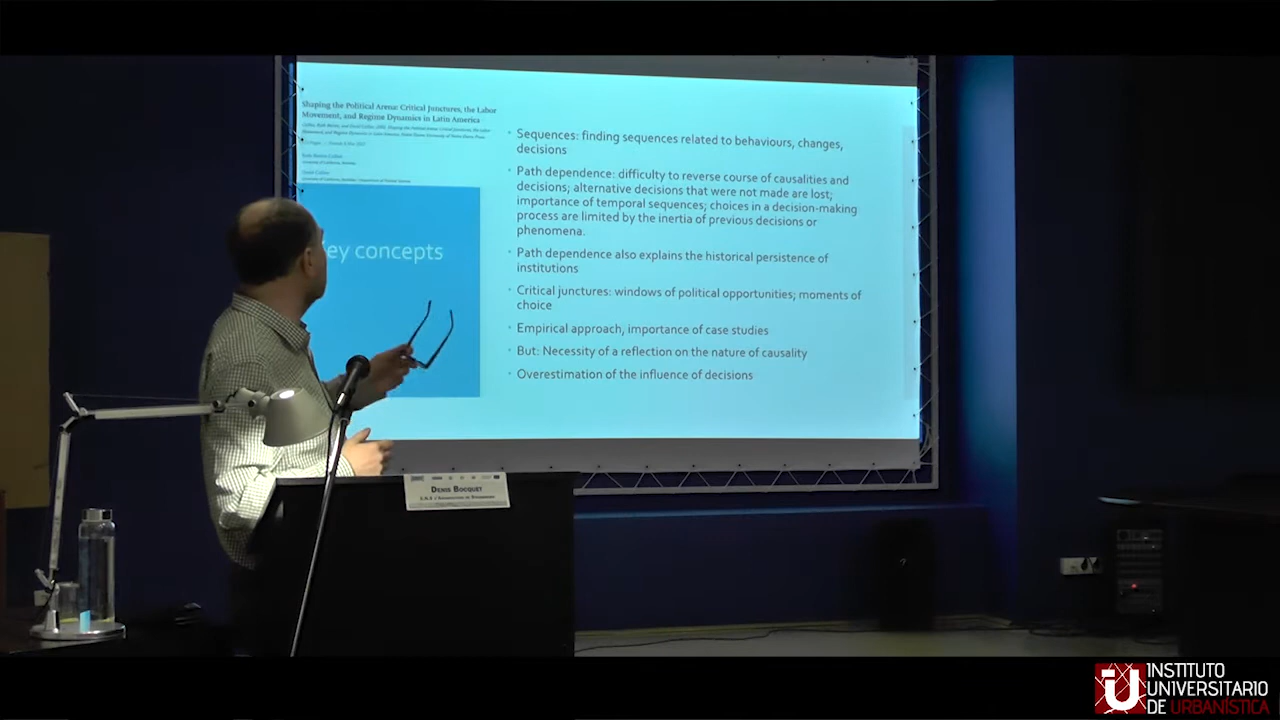 Shaping the Political Arena: Critical Junctures, the Labor
Movement, and Regime Dynamics in Latin America
ey concepts
• Sequences: finding sequences related to behaviours, changes,
decisions
• Path dependence: difficulty to reverse course of causalities and
decisions; alternative decisions that were not made are lost;
importance of temporal sequences; choices in a decision-making
process are limited by the inertia of previous decisions or
phenomena.
• Path dependence also explains the historical persistence of
institutions
• Critical junctures: windows of political opportunities; moments of
choice
• Empirical approach, importance of case studies
• But: Necessity of a reflection on the nature of causality
• Overestimation of the influence of decisions
Denis Bocquet
INSTITUTO
UNIVERSITARIO
DE URBANÍSTICA